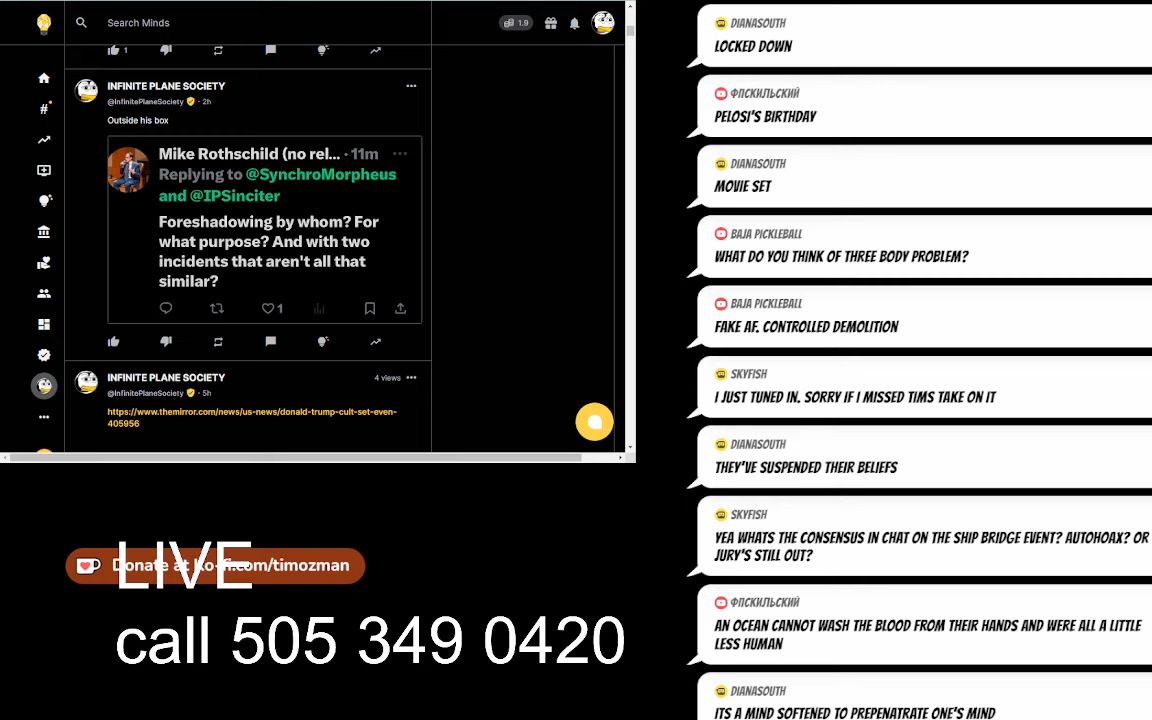 Search Minds
1.9
1
INFINITE PLANE SOCIETY
@InfinitePlaneSociety · 2h
Outside his box
Mike Rothschild (no rel... · 11m
Replying to @SynchroMorpheus
and @IPSinciter
Foreshadowing by whom? For
what purpose? And with two
incidents that aren't all that
similar?
1
INFINITE PLANE SOCIETY
4 views
@InfinitePlaneSociety · 5h
https://www.themirror.com/news/us-news/donald-trump-cult-set-even-
405956
LIVE
Donate at ko-fi.com/timozman
call 505 349 0420
DIANASOUTH
LOCKED DOWN
ФПСКИЛЬСКИЙ
PELOSI'S BIRTHDAY
DIANASOUTH
MOVIE SET
BAJA PICKLEBALL
WHAT DO YOU THINK OF THREE BODY PROBLEM?
BAJA PICKLEBALL
FAKE AF. CONTROLLED DEMOLITION
SKYFISH
I JUST TUNED IN. SORRY IF I MISSED TIMS TAKE ON IT
DIANASOUTH
THEY'VE SUSPENDED THEIR BELIEFS
SKYFISH
YEA WHATS THE CONSENSUS IN CHAT ON THE SHIP BRIDGE EVENT? AUTOHOAX? OR
JURY'S STILL OUT?
ФПСКИЛЬСКИЙ
AN OCEAN CANNOT WASH THE BLOOD FROM THEIR HANDS AND WERE ALL A LITTLE
LESS HUMAN
DIANASOUTH
ITS A MIND SOFTENED TO PREPENATRATE ONE'S MIND